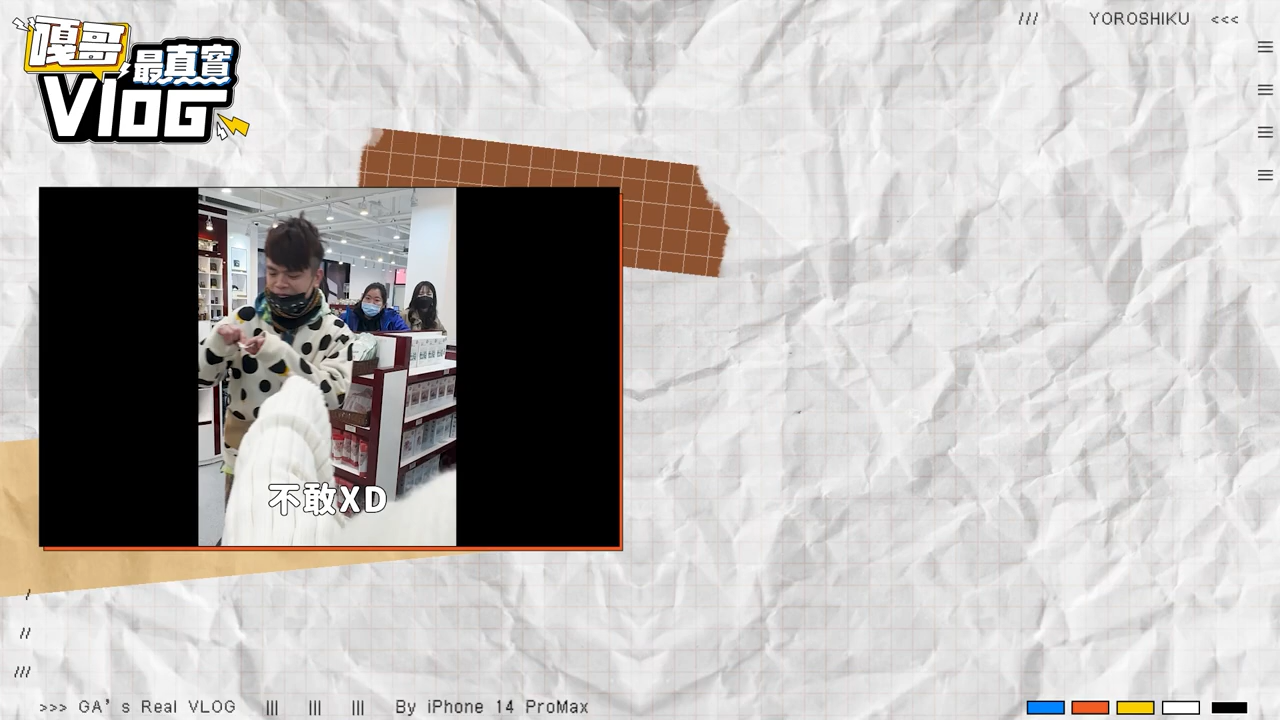 嘎哥
最真實
VLOG
/// YOROSHIKU <<<
不敢XD
>>> GA's Real VLOG ||| ||| ||| By iPhone 14 ProMax